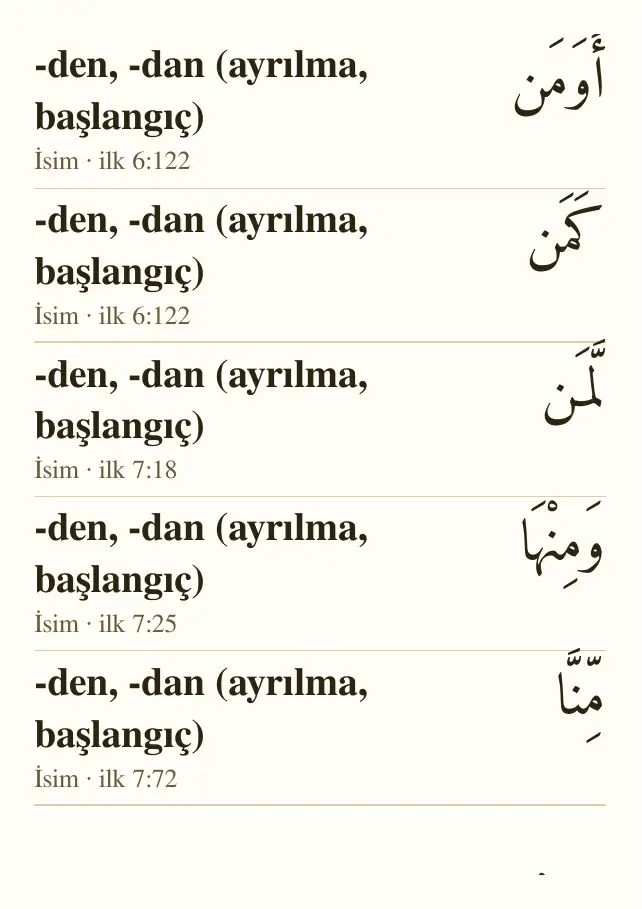 -den, -dan (ayrılma, أَوَمَن
başlangıç)
İsim · ilk 6:122
-den, -dan (ayrılma, كَمَن
başlangıç)
İsim · ilk 6:122
-den, -dan (ayrılma, لَّمَن
başlangıç)
İsim · ilk 7:18
-den, -dan (ayrılma, وَمِنْهَا
başlangıç)
İsim · ilk 7:25
-den, -dan (ayrılma, مِّنَّا
başlangıç)
İsim · ilk 7:72